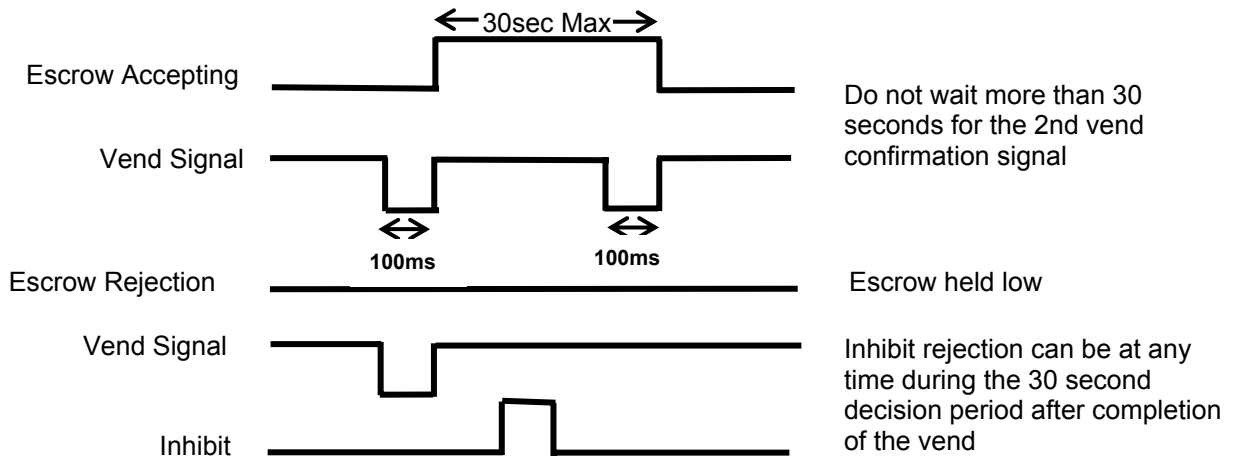 30sec Max
Escrow Accepting
Do not wait more than 30
seconds for the 2nd vend
confirmation signal
Vend Signal
100ms
100ms
Escrow Rejection
Escrow held low
Vend Signal
Inhibit rejection can be at any
time during the 30 second
decision period after completion
of the vend
Inhibit